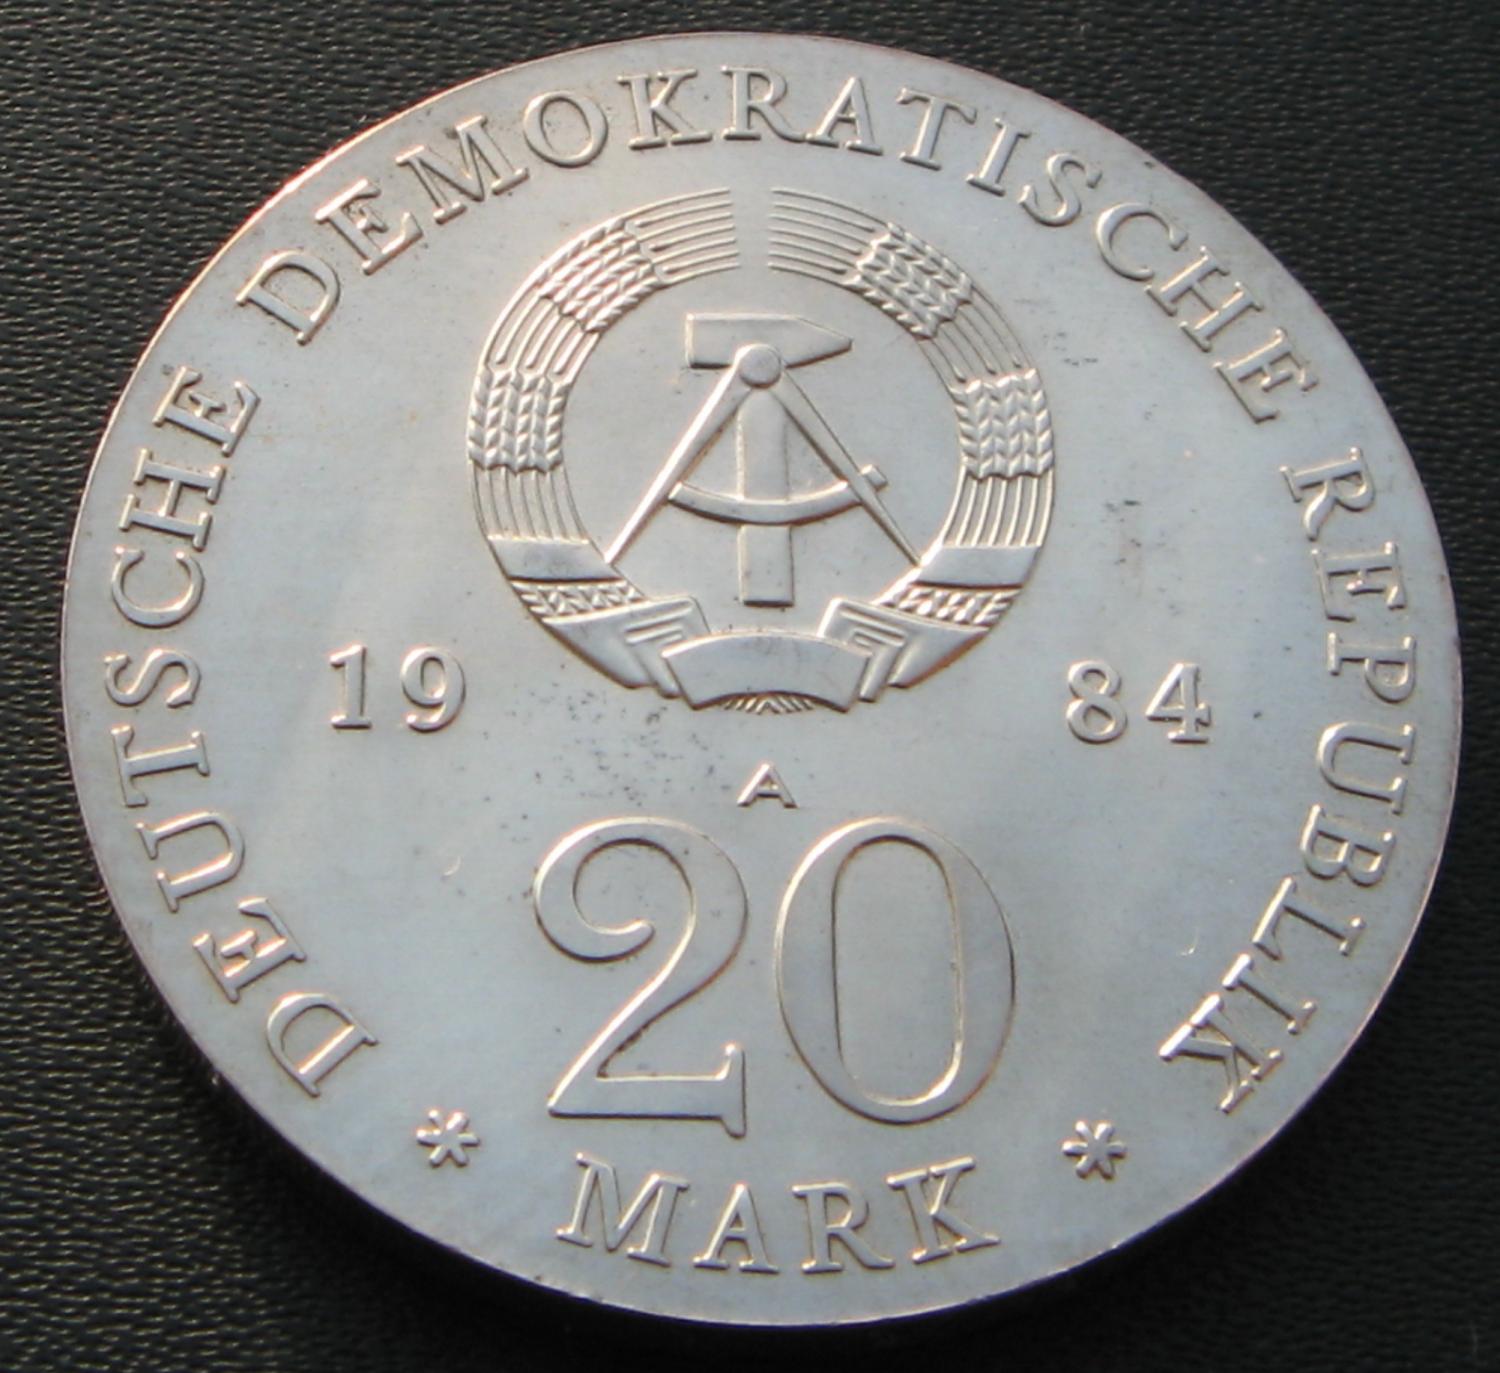 DEUTSCHE DEMOKRATISCHE REPUBLIK
19 84
A
20
* MARK *